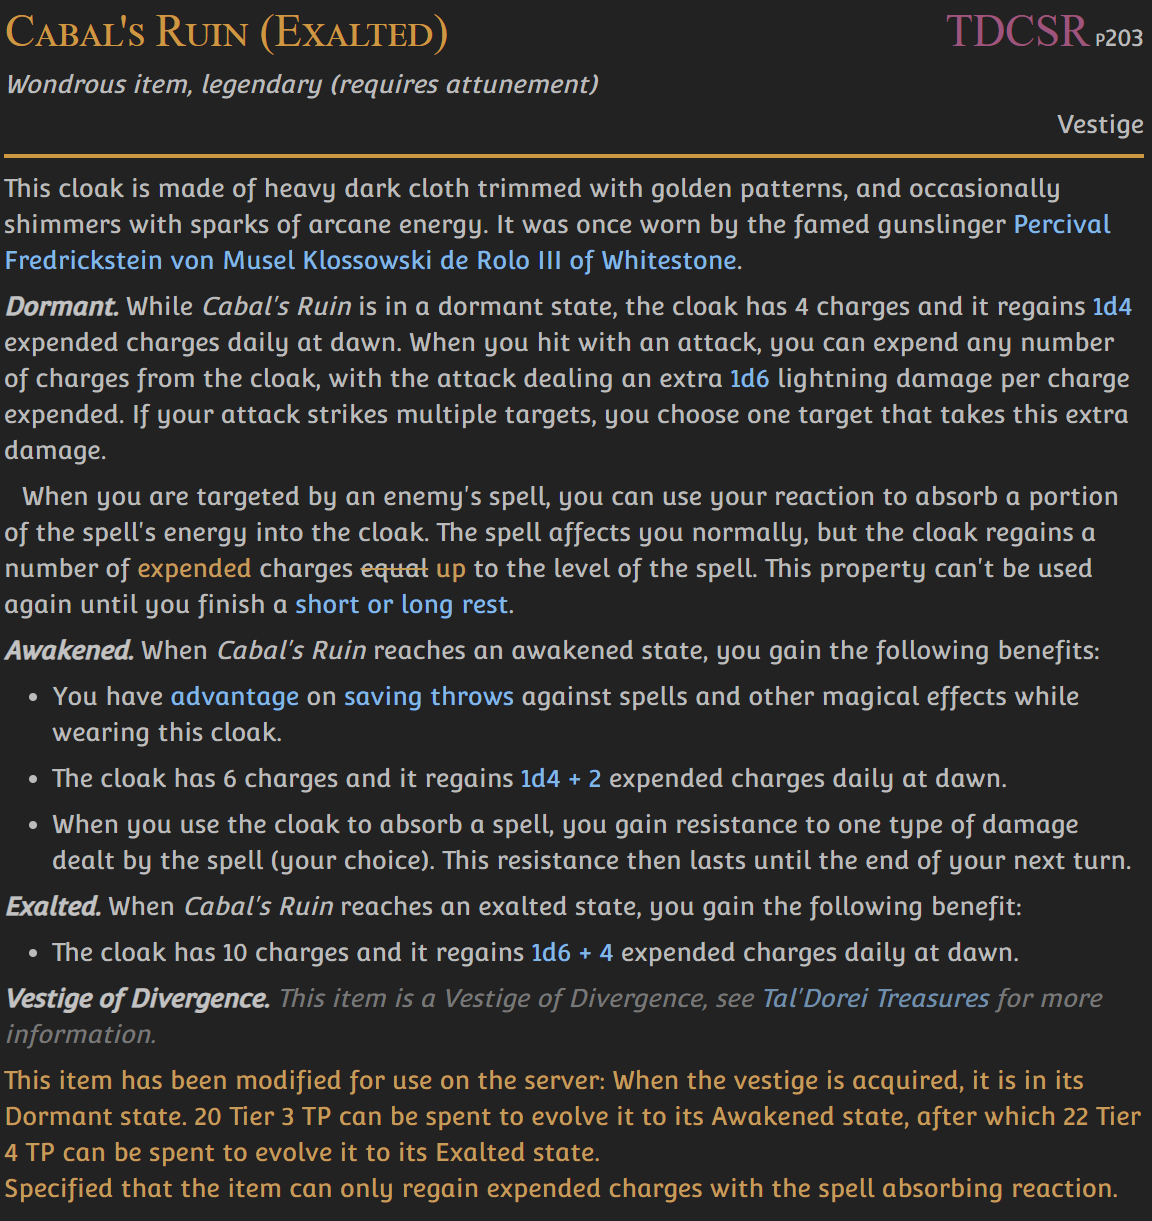 Cabal's Ruin (Exalted) TDCSR p203
Wondrous item, legendary (requires attunement)
Vestige
This cloak is made of heavy dark cloth trimmed with golden patterns, and occasionally
shimmers with sparks of arcane energy. It was once worn by the famed gunslinger Percival
Fredrickstein von Musel Klossowski de Rolo III of Whitestone.
Dormant. While Cabal's Ruin is in a dormant state, the cloak has 4 charges and it regains 1d4
expended charges daily at dawn. When you hit with an attack, you can expend any number
of charges from the cloak, with the attack dealing an extra 1d6 lightning damage per charge
expended. If your attack strikes multiple targets, you choose one target that takes this extra
damage.
When you are targeted by an enemy's spell, you can use your reaction to absorb a portion
of the spell's energy into the cloak. The spell affects you normally, but the cloak regains a
number of expended charges equal up to the level of the spell. This property can't be used
again until you finish a short or long rest.
Awakened. When Cabal's Ruin reaches an awakened state, you gain the following benefits:
• You have advantage on saving throws against spells and other magical effects while
wearing this cloak.
• The cloak has 6 charges and it regains 1d4 + 2 expended charges daily at dawn.
• When you use the cloak to absorb a spell, you gain resistance to one type of damage
dealt by the spell (your choice). This resistance then lasts until the end of your next turn.
Exalted. When Cabal's Ruin reaches an exalted state, you gain the following benefit:
• The cloak has 10 charges and it regains 1d6 + 4 expended charges daily at dawn.
Vestige of Divergence. This item is a Vestige of Divergence, see Tal'Dorei Treasures for more
information.
This item has been modified for use on the server: When the vestige is acquired, it is in its
Dormant state. 20 Tier 3 TP can be spent to evolve it to its Awakened state, after which 22 Tier
4 TP can be spent to evolve it to its Exalted state.
Specified that the item can only regain expended charges with the spell absorbing reaction.